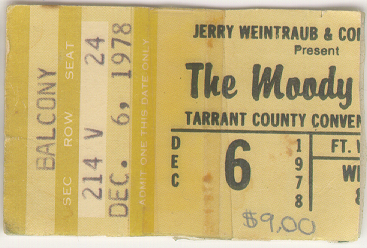 BALCONY
SEC ROW SEAT
214 V 24
DEC. 6, 1978
ADMIT ONE THIS DATE ONLY
JERRY WEINTRAUB & CO
Present
The Moody
TARRANT COUNTY CONVEN
DEC 6 1978
FT.
$9.00